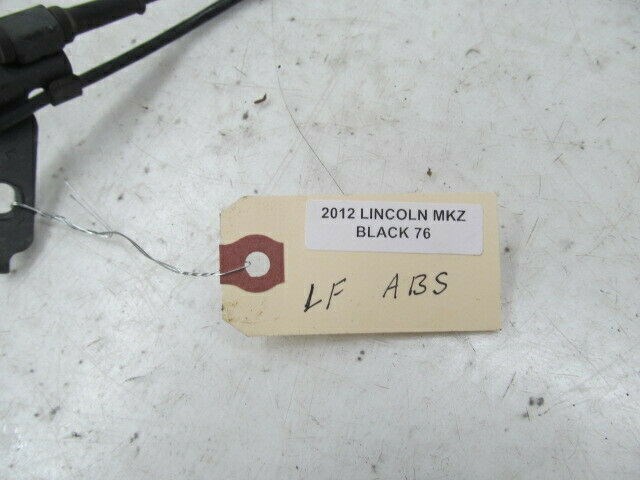 2012 LINCOLN MKZ
BLACK 76
LF ABS